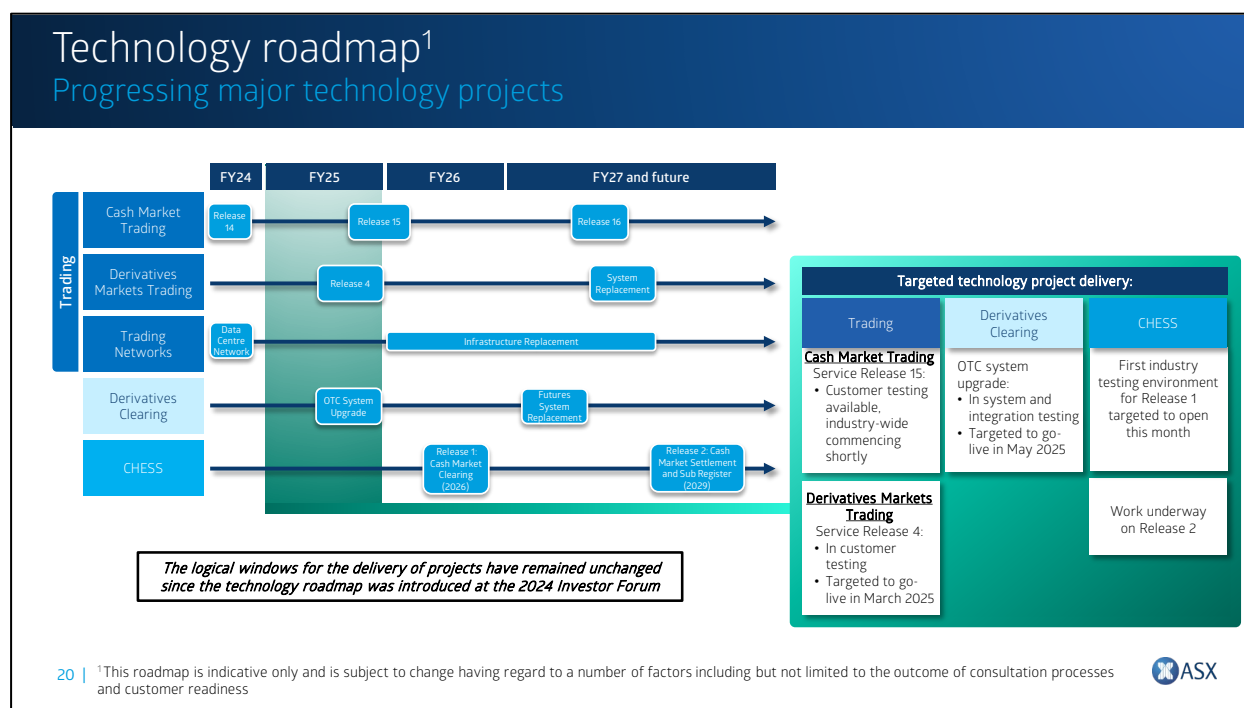 Technology roadmap1
Progressing major technology projects
FY24
FY25
FY26
FY27 and future
Trading
Cash Market
Trading
Release
14
Release 15
Release 16
Derivatives
Markets Trading
Release 4
System
Replacement
Trading
Networks
Data
Centre
Network
Infrastructure Replacement
Derivatives
Clearing
OTC System
Upgrade
Futures
System
Replacement
CHESS
Release 1:
Cash Market
Clearing
(2026)
Release 2: Cash
Market Settlement
and Sub Register
(2029)
The logical windows for the delivery of projects have remained unchanged
since the technology roadmap was introduced at the 2024 Investor Forum
Targeted technology project delivery:
Trading
Cash Market Trading
Service Release 15:
• Customer testing
available,
industry-wide
commencing
shortly
Derivatives Markets
Trading
Service Release 4:
• In customer
testing
• Targeted to go-
live in March 2025
Derivatives
Clearing
OTC system
upgrade:
• In system and
integration testing
• Targeted to go-
live in May 2025
CHESS
First industry
testing environment
for Release 1
targeted to open
this month
Work underway
on Release 2
20 |
1 This roadmap is indicative only and is subject to change having regard to a number of factors including but not limited to the outcome of consultation processes
and customer readiness
ASX